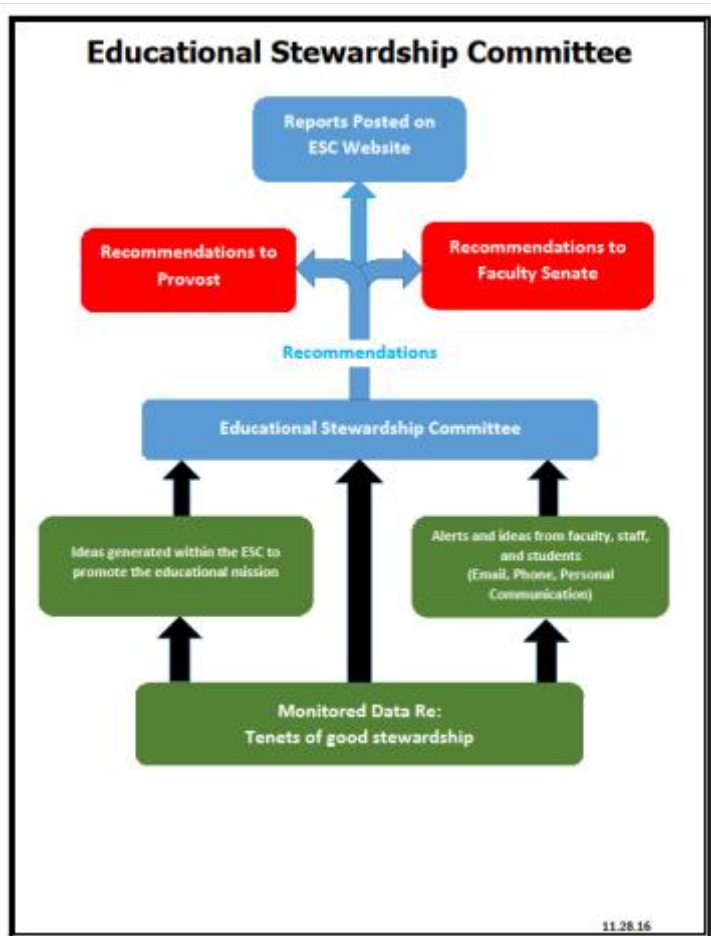 Educational Stewardship Committee
Reports Posted on
ESC Website
Recommendations to
Provost
Recommendations to
Faculty Senate
Recommendations
Educational Stewardship Committee
Ideas generated within the ESC to
promote the educational mission
Alerts and ideas from faculty, staff,
and students
(Email, Phone, Personal
Communication)
Monitored Data Re:
Tenets of good stewardship
11.28.16